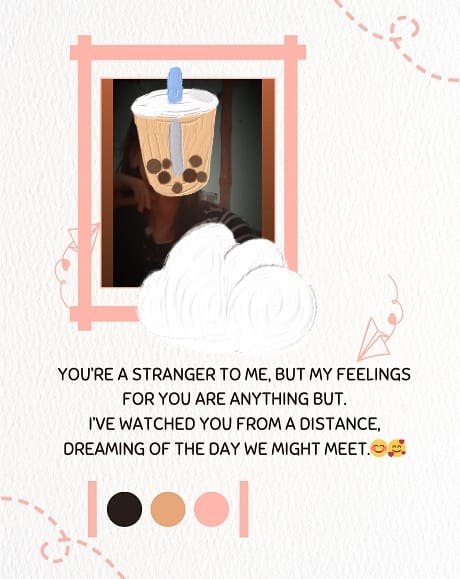 YOU'RE A STRANGER TO ME, BUT MY FEELINGS
FOR YOU ARE ANYTHING BUT.
I'VE WATCHED YOU FROM A DISTANCE,
DREAMING OF THE DAY WE MIGHT MEET.😊🥰